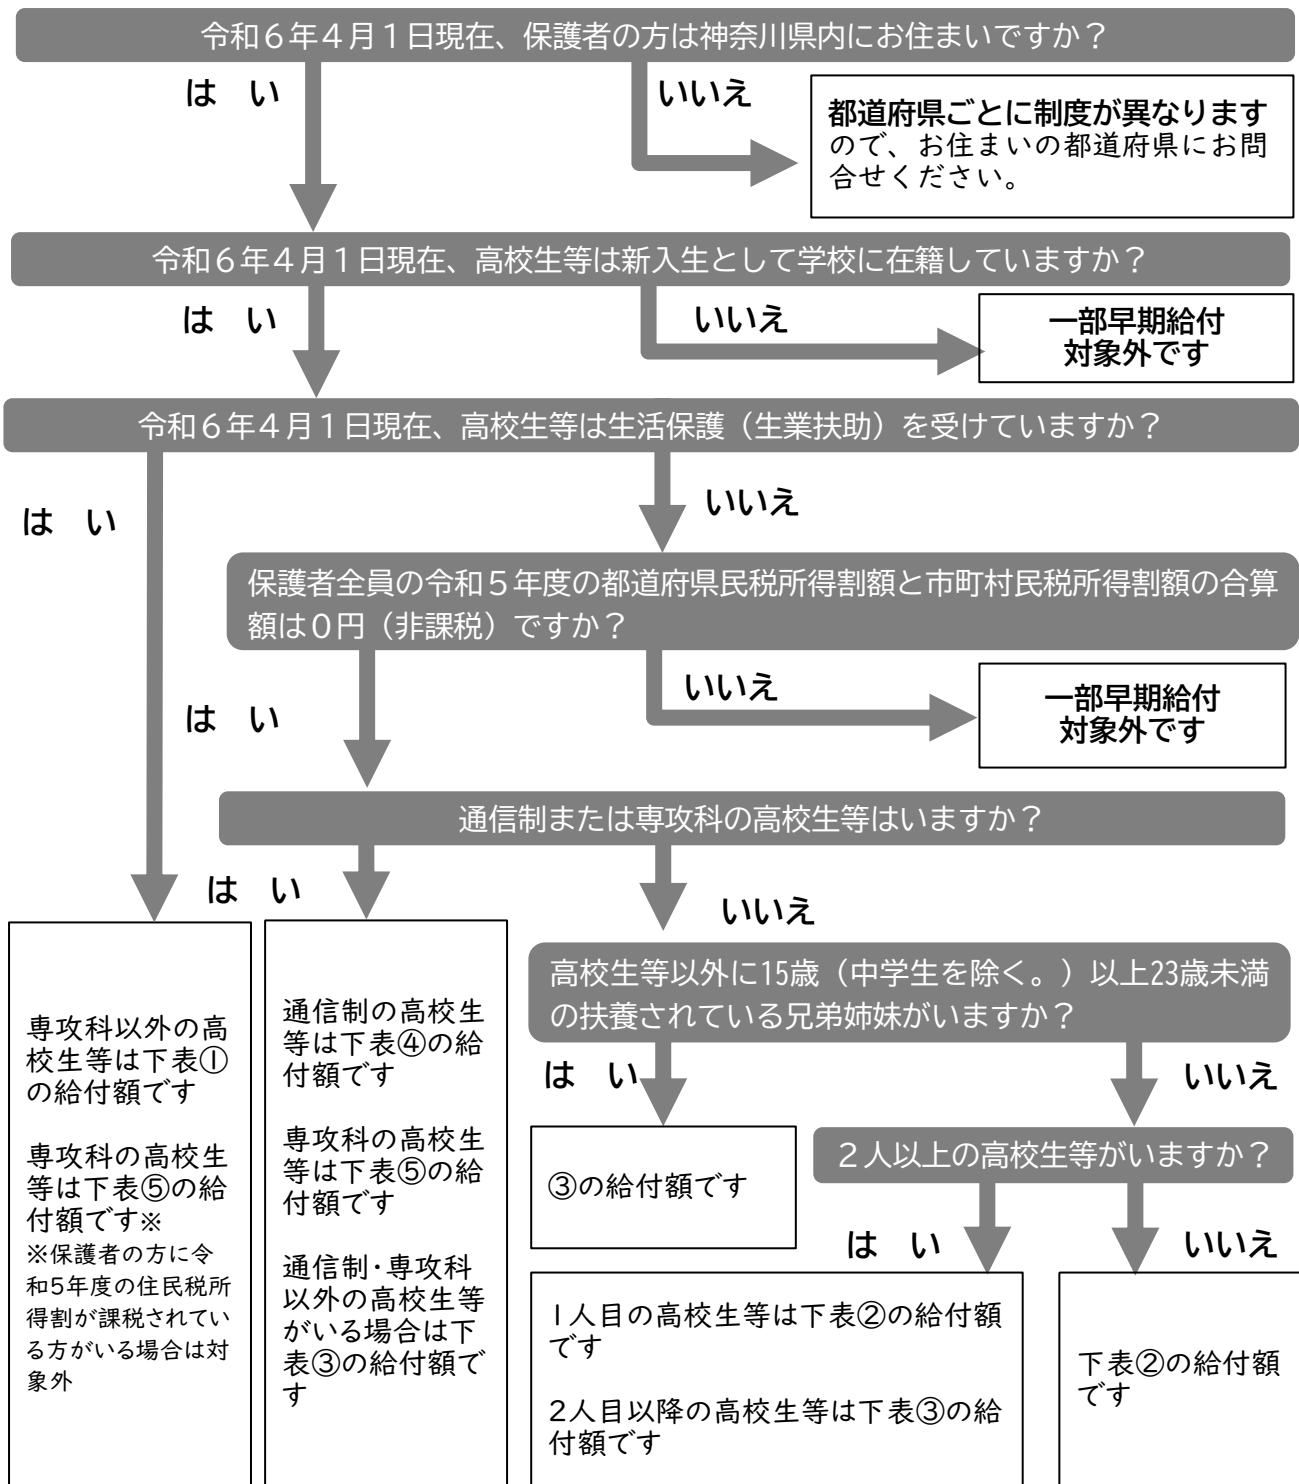 令和６年４月１日現在、保護者の方は神奈川県内にお住まいですか？
は　い
いいえ
都道府県ごとに制度が異なります
ので、お住まいの都道府県にお問
合せください。
令和６年４月１日現在、高校生等は新入生として学校に在籍していますか？
は　い
いいえ
一部早期給付
対象外です
令和６年４月１日現在、高校生等は生活保護（生業扶助）を受けていますか？
は　い
いいえ
保護者全員の令和５年度の都道府県民税所得割額と市町村民税所得割額の合算
額は０円（非課税）ですか？
は　い
いいえ
一部早期給付
対象外です
通信制または専攻科の高校生等はいますか？
は　い
いいえ
専攻科以外の高
校生等は下表①
の給付額です
専攻科の高校生
等は下表⑤の給
付額です※
※保護者の方に令
和5年度の住民税所
得割が課税されてい
る方がいる場合は対
象外
通信制の高校生
等は下表④の給
付額です
専攻科の高校生
等は下表⑤の給
付額です
通信制・専攻科
以外の高校生等
がいる場合は下
表③の給付額で
す
高校生等以外に15歳（中学生を除く。）以上23歳未満
の扶養されている兄弟姉妹がいますか？
は　い
いいえ
③の給付額です
２人以上の高校生等がいますか？
は　い
いいえ
1人目の高校生等は下表②の給付額
です
2人目以降の高校生等は下表③の給
付額です
下表②の給付額
です